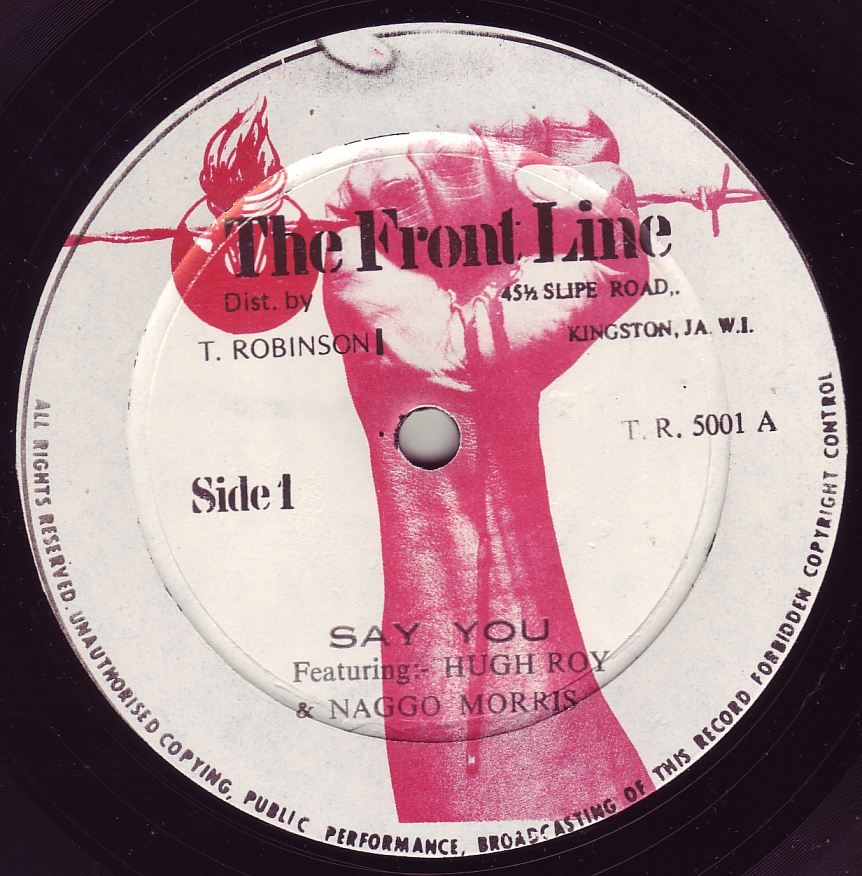 The Front Line
Dist. by
45½ SLIPE ROAD,.
T. ROBINSON
KINGSTON, JA. W.I.
T. R. 5001 A
Side 1
SAY YOU
Featuring:- HUGH ROY
& NAGGO MORRIS
ALL RIGHTS RESERVED. UNAUTHORISED COPYING, PUBLIC PERFORMANCE, BROADCASTING OF THIS RECORD FORBIDDEN COPYRIGHT CONTROL